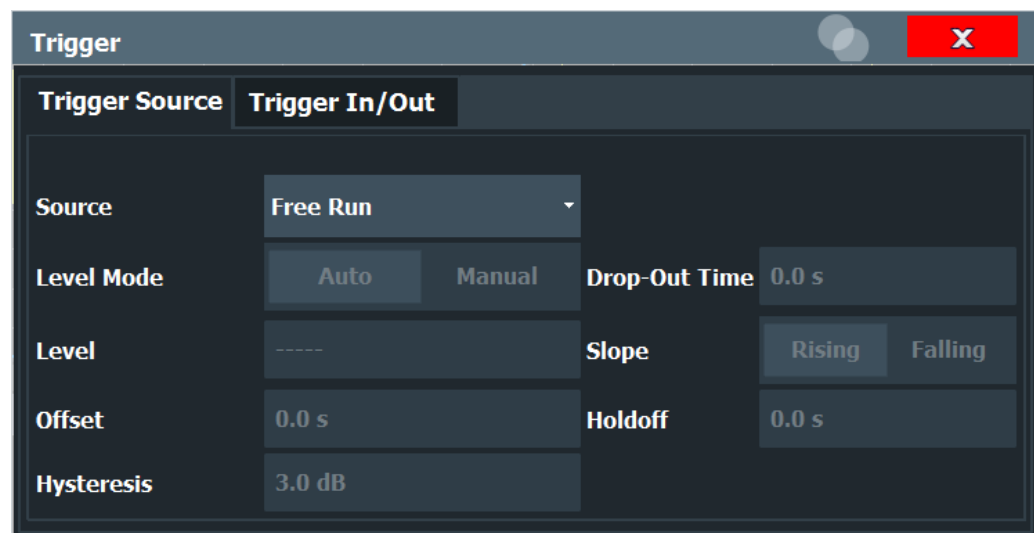 Trigger
X
Trigger Source Trigger In/Out
Source Free Run
Level Mode Auto Manual Drop-Out Time 0.0 s
Level ----- Slope Rising Falling
Offset 0.0 s Holdoff 0.0 s
Hysteresis 3.0 dB